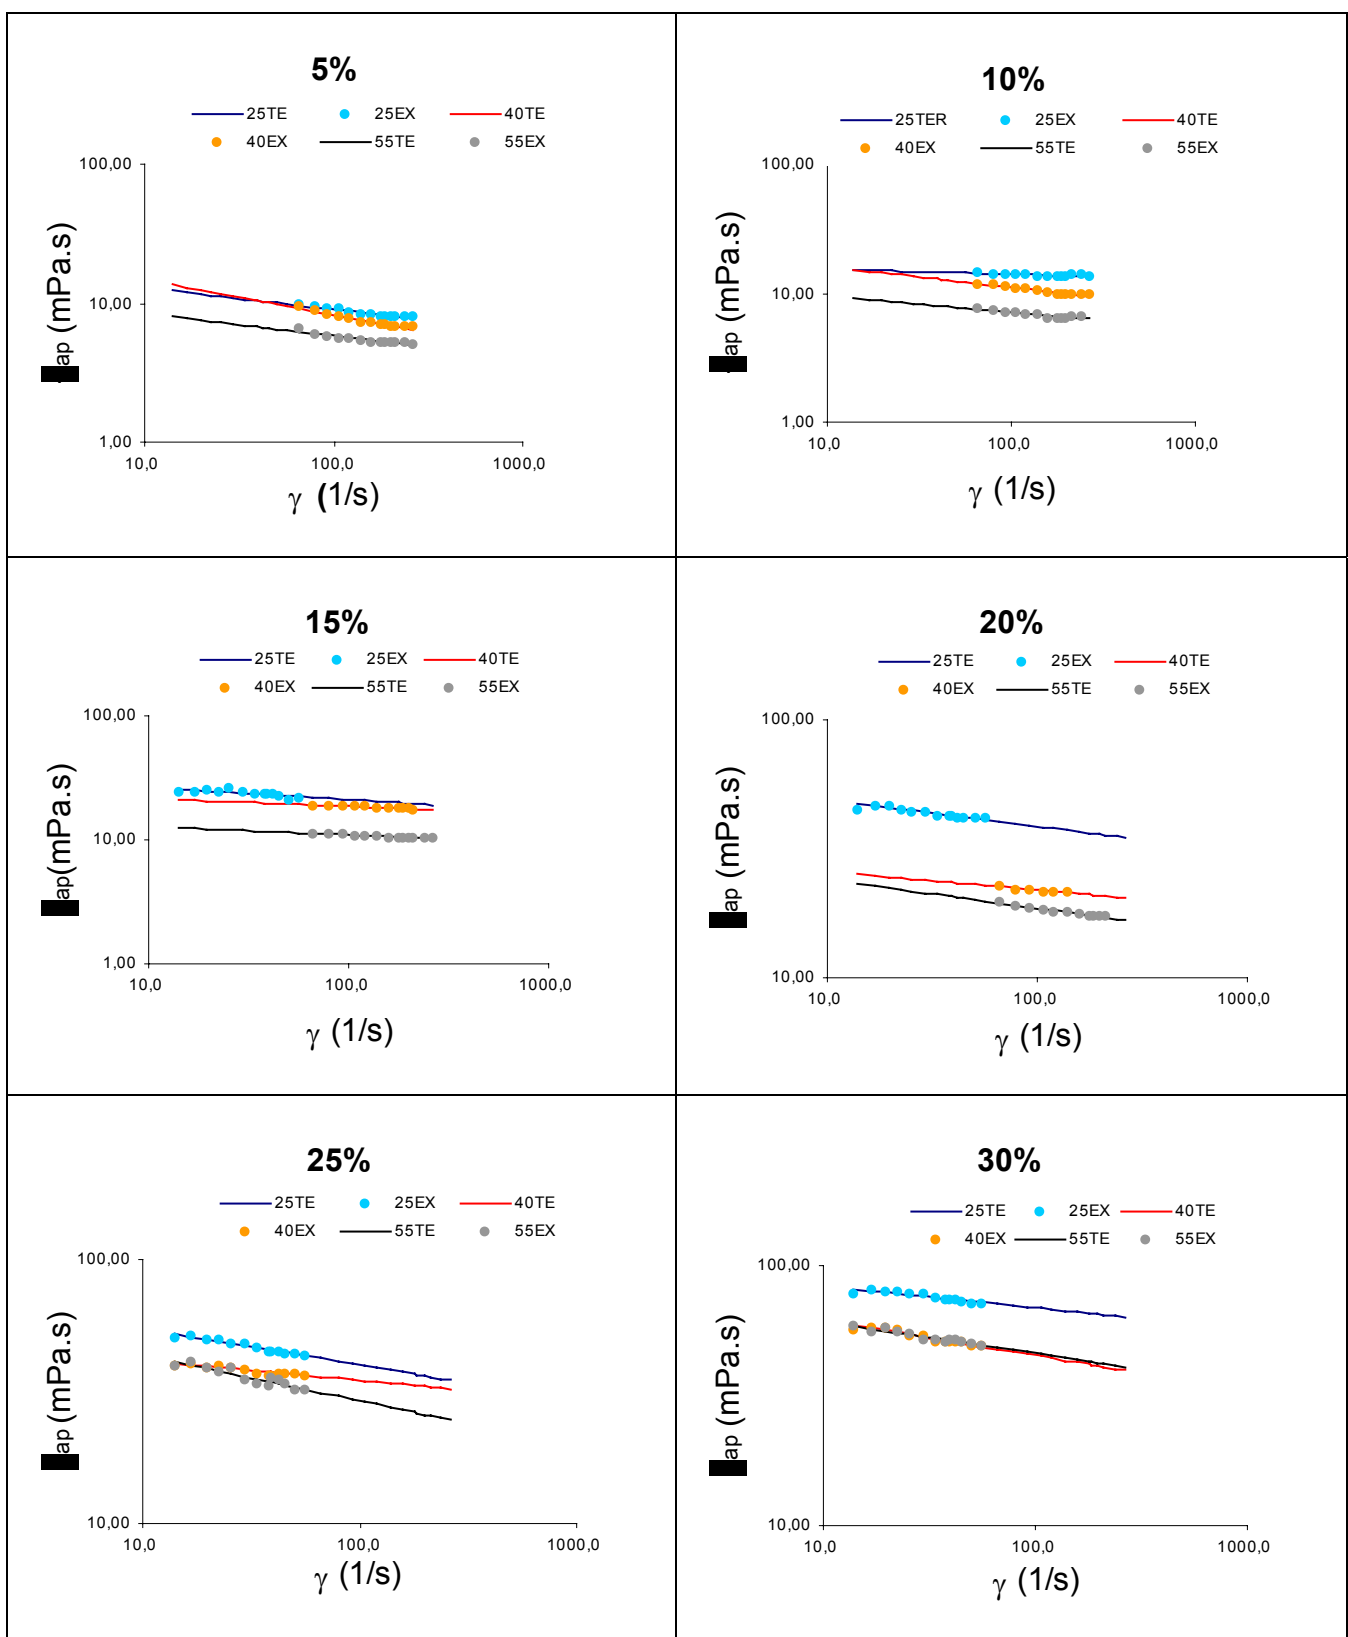 5%
25TE 25EX 40TE
40EX 55TE 55EX
100,00
10,00
1,00
10,0 100,0 1000,0
ap (mPa.s)
γ (1/s)
10%
25TER 25EX 40TE
40EX 55TE 55EX
100,00
10,00
1,00
10,0 100,0 1000,0
ap (mPa.s)
γ (1/s)
15%
25TE 25EX 40TE
40EX 55TE 55EX
100,00
10,00
1,00
10,0 100,0 1000,0
ap(mPa.s)
γ (1/s)
20%
25TE 25EX 40TE
40EX 55TE 55EX
100,00
10,00
10,0 100,0 1000,0
ap (mPa.s)
γ (1/s)
25%
25TE 25EX 40TE
40EX 55TE 55EX
100,00
10,00
10,0 100,0 1000,0
ap (mPa.s)
γ (1/s)
30%
25TE 25EX 40TE
40EX 55TE 55EX
100,00
10,00
10,0 100,0 1000,0
ap (mPa.s)
γ (1/s)